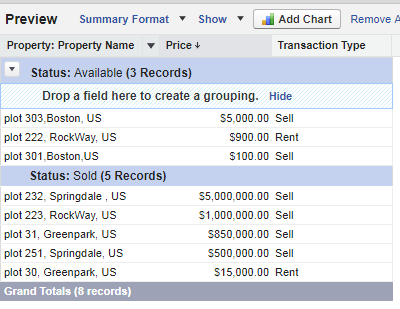 Preview Summary Format Show Add Chart Remove A
Property: Property Name Price Transaction Type
Status: Available (3 Records)
Drop a field here to create a grouping. Hide
plot 303,Boston, US $5,000.00 Sell
plot 222, RockWay, US $900.00 Rent
plot 301,Boston,US $100.00 Sell
Status: Sold (5 Records)
plot 232, Springdale , US $5,000,000.00 Sell
plot 223, RockWay, US $1,000,000.00 Sell
plot 31, Greenpark, US $850,000.00 Sell
plot 251, Springdale, US $500,000.00 Sell
plot 30, Greenpark, US $15,000.00 Rent
Grand Totals (8 records)